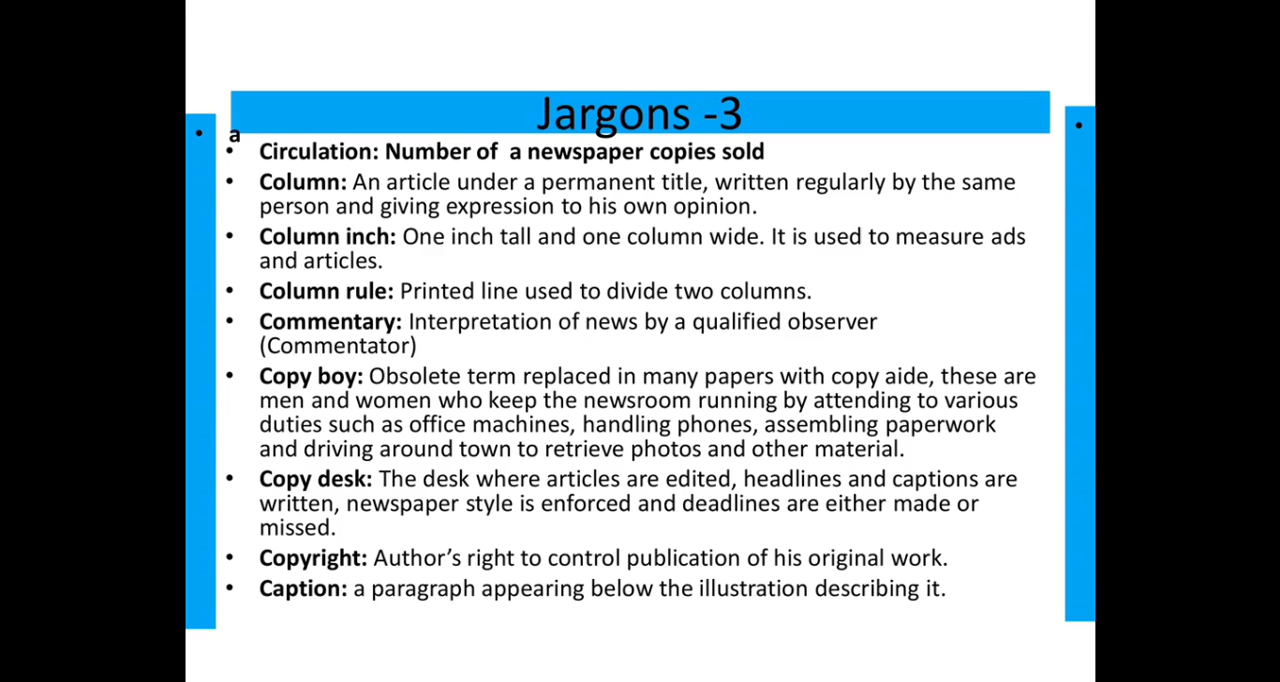 Jargons -3
• a
•
• Circulation: Number of  a newspaper copies sold
• Column: An article under a permanent title, written regularly by the same
person and giving expression to his own opinion.
• Column inch: One inch tall and one column wide. It is used to measure ads
and articles.
• Column rule: Printed line used to divide two columns.
• Commentary: Interpretation of news by a qualified observer
(Commentator)
• Copy boy: Obsolete term replaced in many papers with copy aide, these are
men and women who keep the newsroom running by attending to various
duties such as office machines, handling phones, assembling paperwork
and driving around town to retrieve photos and other material.
• Copy desk: The desk where articles are edited, headlines and captions are
written, newspaper style is enforced and deadlines are either made or
missed.
• Copyright: Author’s right to control publication of his original work.
• Caption: a paragraph appearing below the illustration describing it.